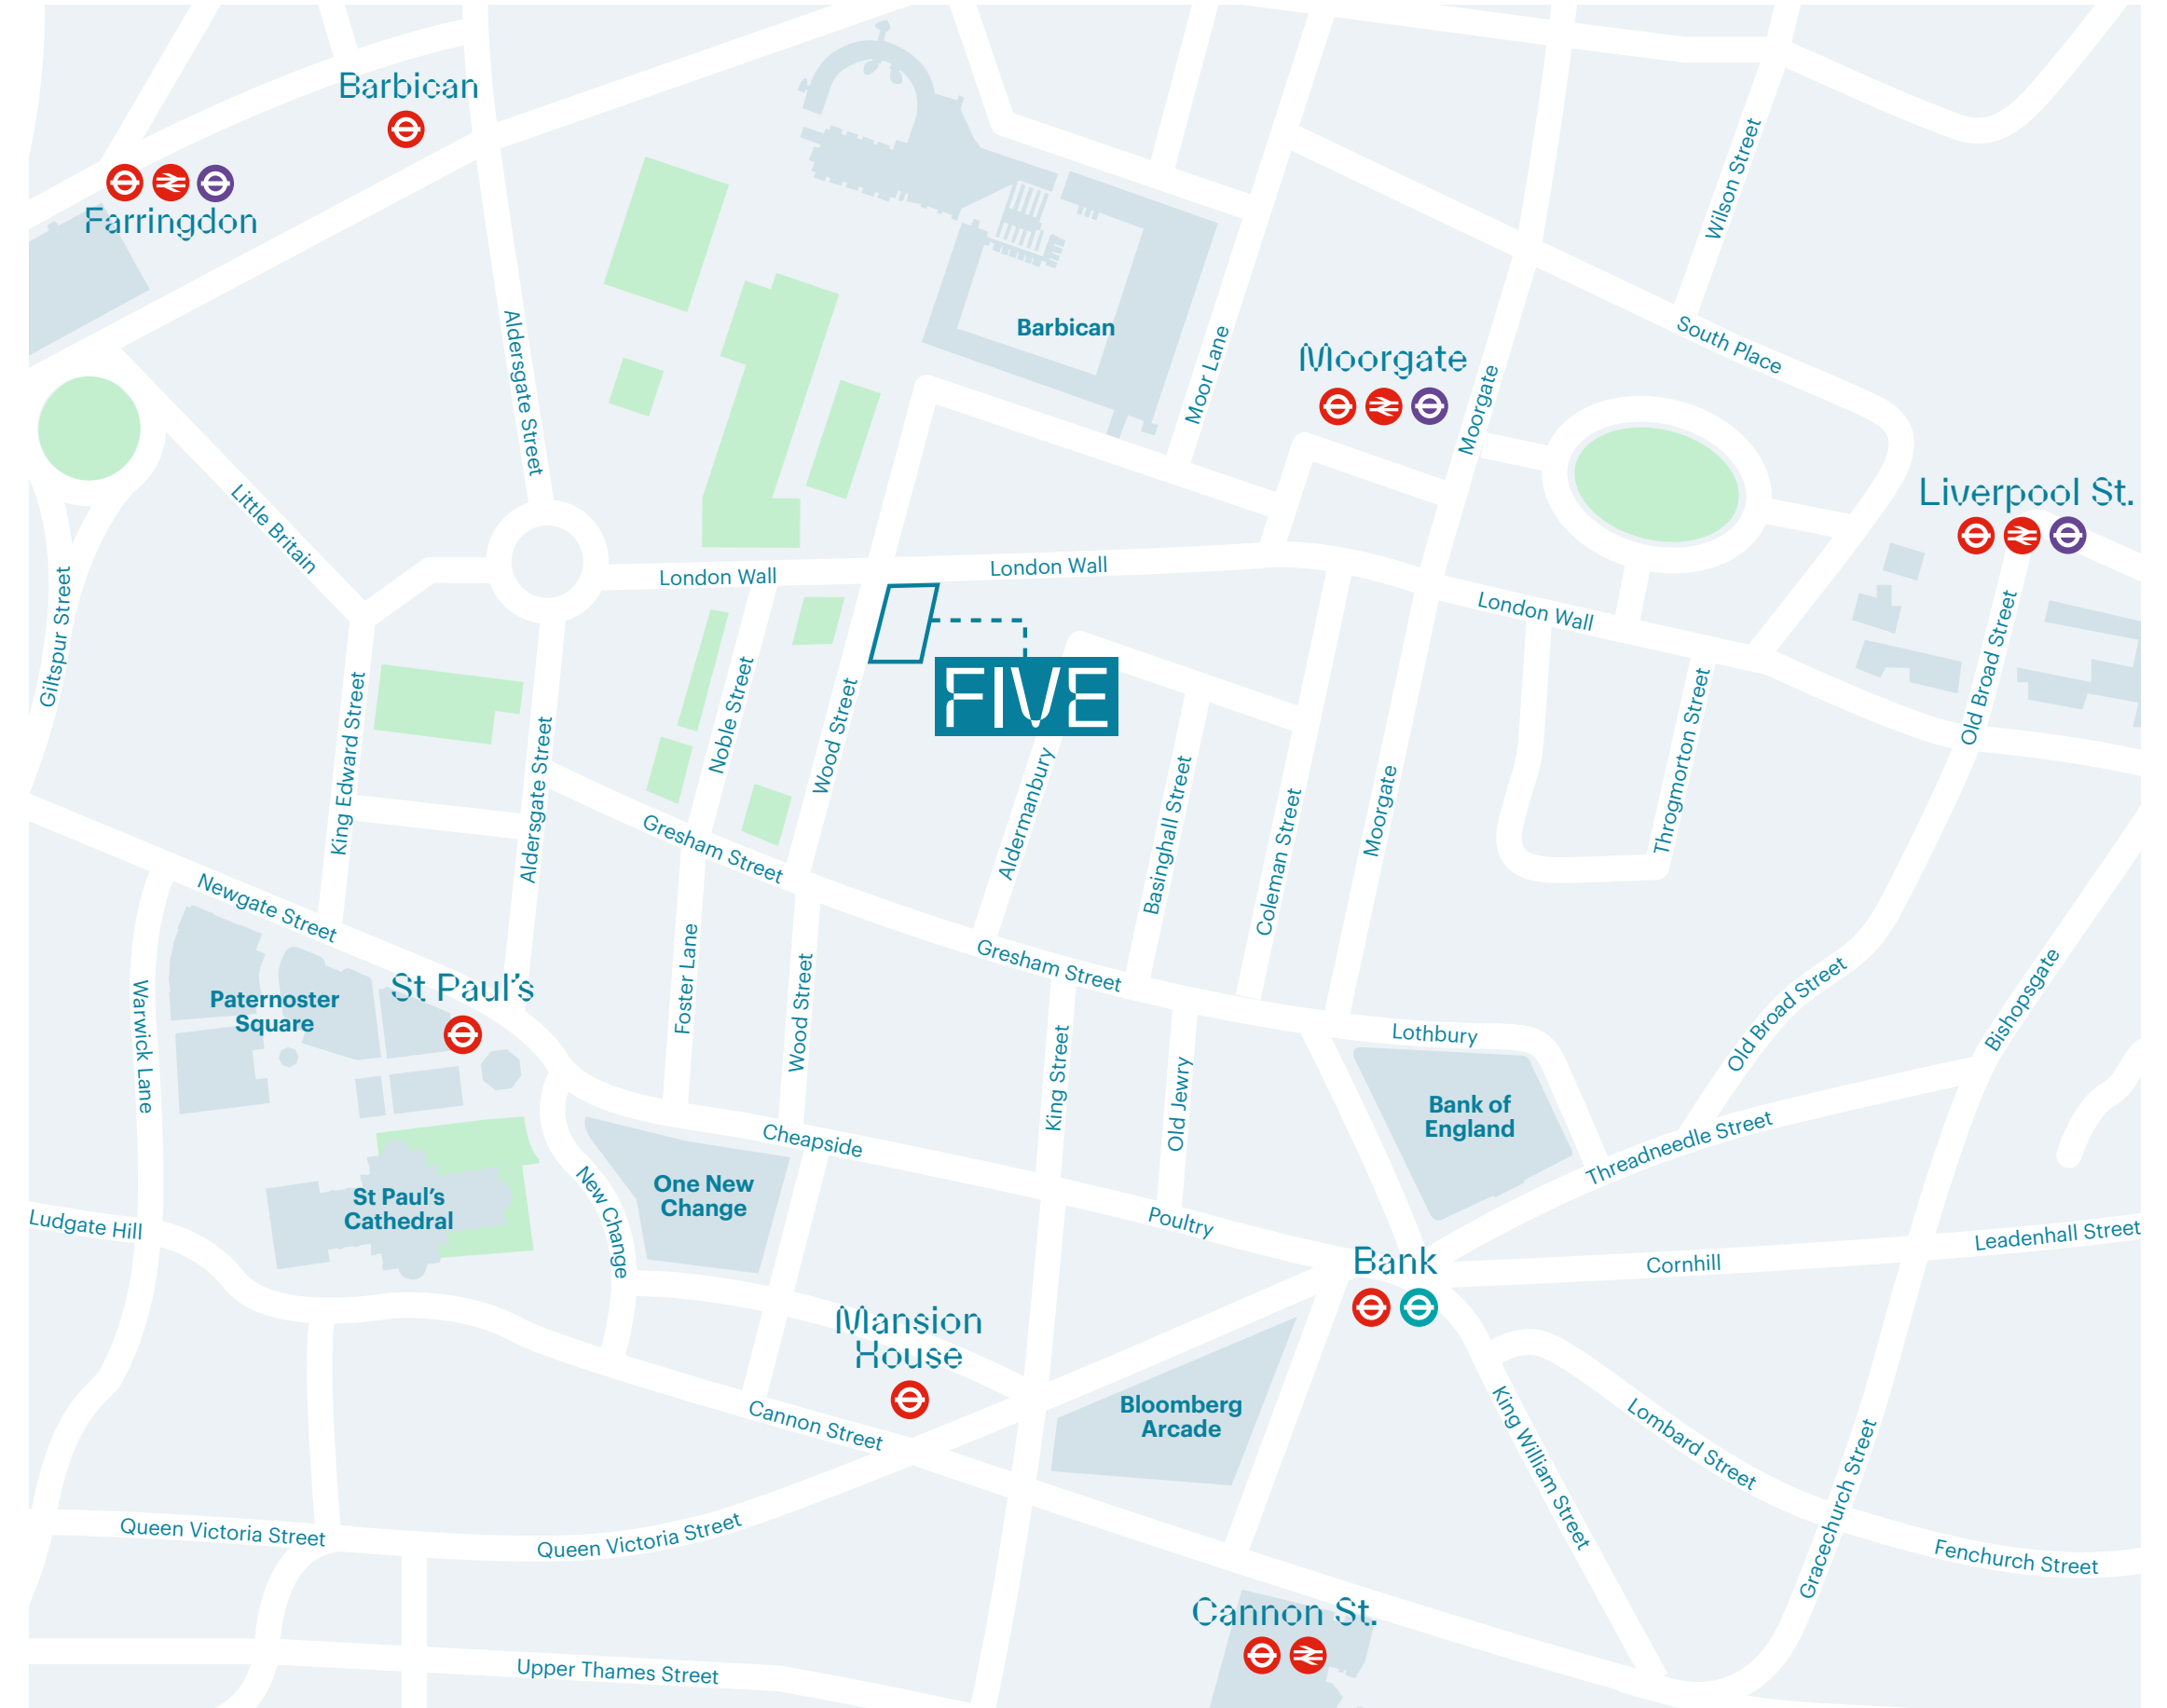 Barbican
Farringdon
Wilson Street
Barbican
Aldersgate Street
Moor Lane
Moorgate
Moorgate
South Place
Liverpool St.
Little Britain
London Wall
London Wall
London Wall
Giltspur Street
Old Broad Street
FIVE
King Edward Street
Aldersgate Street
Noble Street
Wood Street
Gresham Street
Aldermanbury
Basinghall Street
Coleman Street
Moorgate
Throgmorton Street
Newgate Street
Paternoster
Square
St Paul's
Warwick Lane
Foster Lane
Wood Street
Gresham Street
King Street
Old Jewry
Lothbury
Old Broad Street
Bishopsgate
Bank of
England
Threadneedle Street
Cheapside
One New
Change
New Change
St Paul's
Cathedral
Ludgate Hill
Poultry
Bank
Cornhill
Leadenhall Street
Mansion
House
Cannon Street
Bloomberg
Arcade
King William Street
Lombard Street
Gracechurch Street
Fenchurch Street
Queen Victoria Street
Queen Victoria Street
Cannon St.
Upper Thames Street